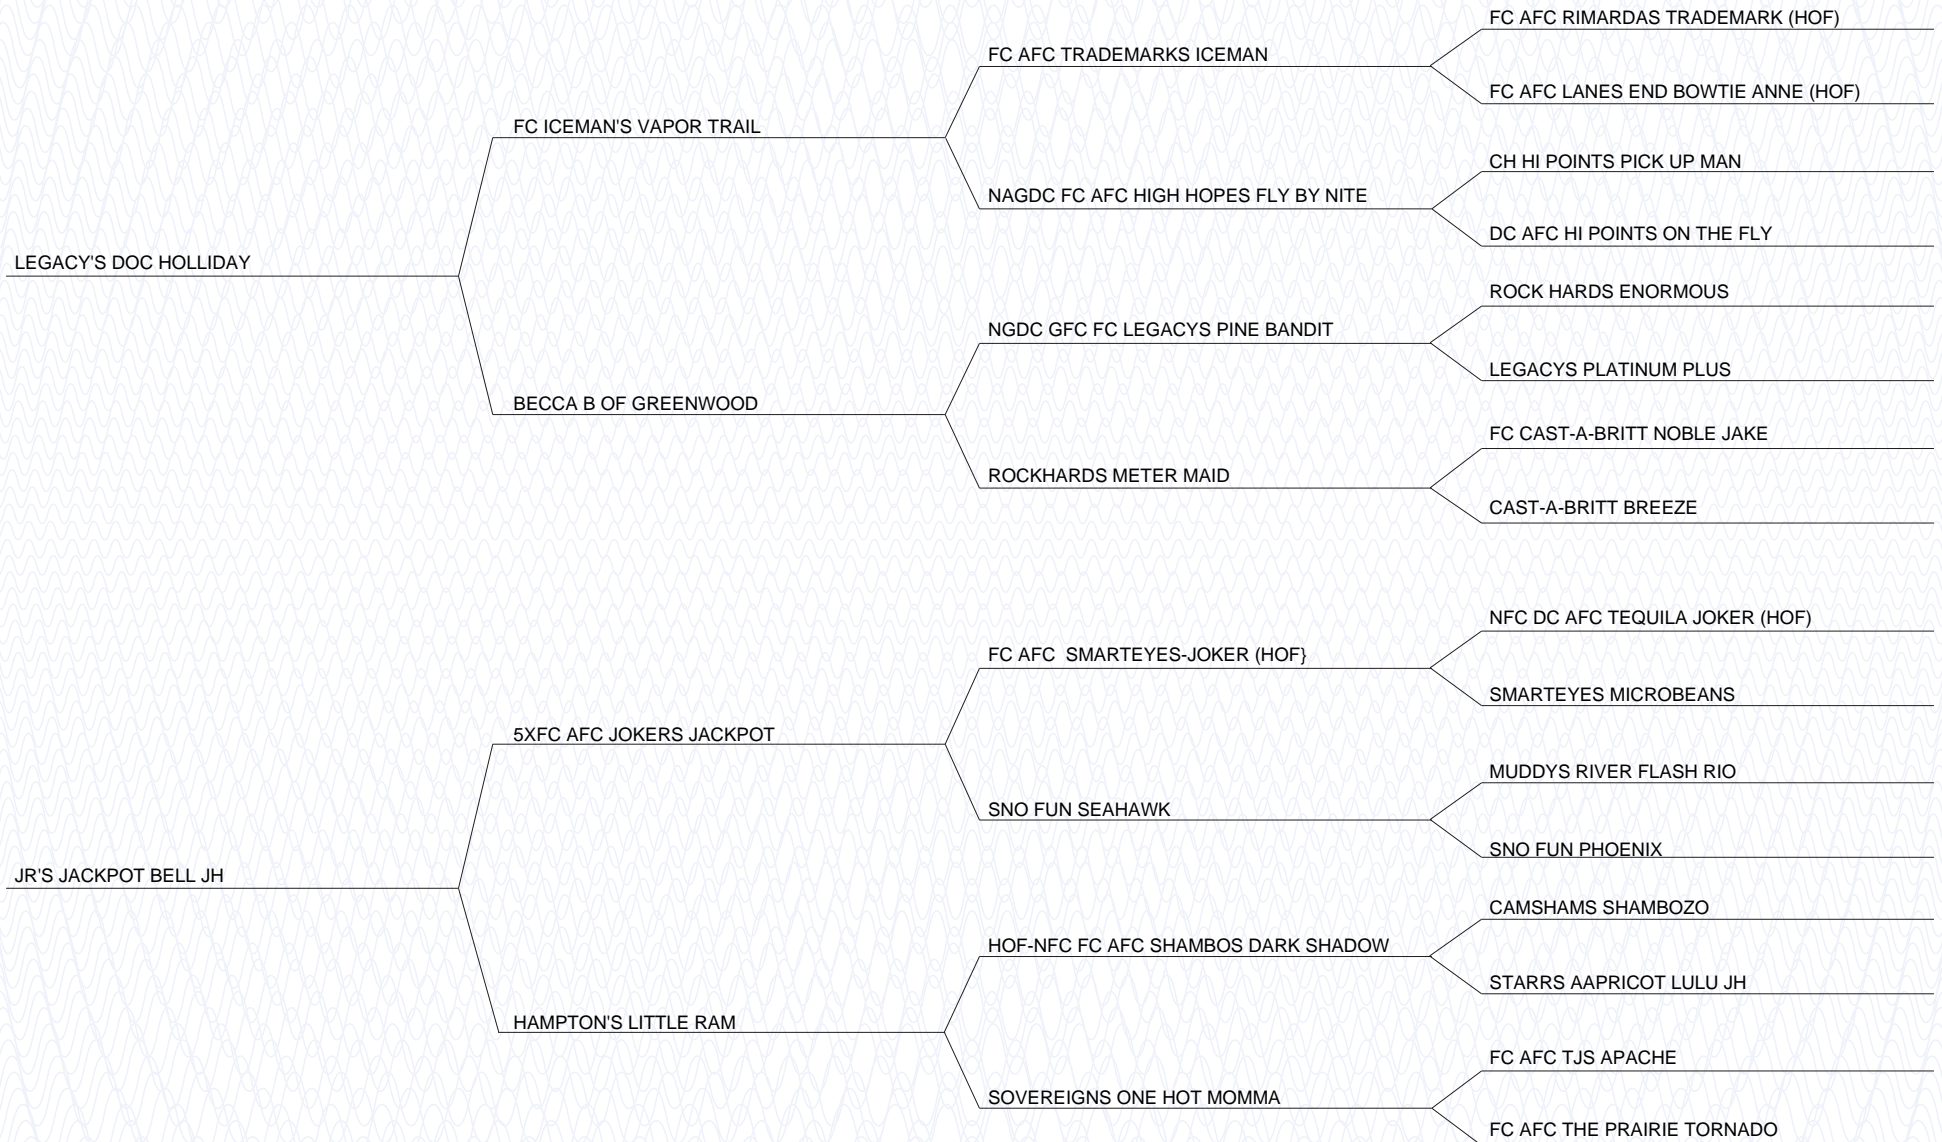 FC AFC RIMARDAS TRADEMARK (HOF)
FC AFC TRADEMARKS ICEMAN
FC AFC LANES END BOWTIE ANNE (HOF)
FC ICEMAN'S VAPOR TRAIL
CH HI POINTS PICK UP MAN
NAGDC FC AFC HIGH HOPES FLY BY NITE
DC AFC HI POINTS ON THE FLY
LEGACY'S DOC HOLLIDAY
ROCK HARDS ENORMOUS
NGDC GFC FC LEGACYS PINE BANDIT
LEGACYS PLATINUM PLUS
BECCA B OF GREENWOOD
FC CAST-A-BRITT NOBLE JAKE
ROCKHARDS METER MAID
CAST-A-BRITT BREEZE
NFC DC AFC TEQUILA JOKER (HOF)
FC AFC  SMARTEYES-JOKER (HOF}
SMARTEYES MICROBEANS
5XFC AFC JOKERS JACKPOT
MUDDYS RIVER FLASH RIO
SNO FUN SEAHAWK
SNO FUN PHOENIX
JR'S JACKPOT BELL JH
CAMSHAMS SHAMBOZO
HOF-NFC FC AFC SHAMBOS DARK SHADOW
STARRS AAPRICOT LULU JH
HAMPTON'S LITTLE RAM
FC AFC TJS APACHE
SOVEREIGNS ONE HOT MOMMA
FC AFC THE PRAIRIE TORNADO